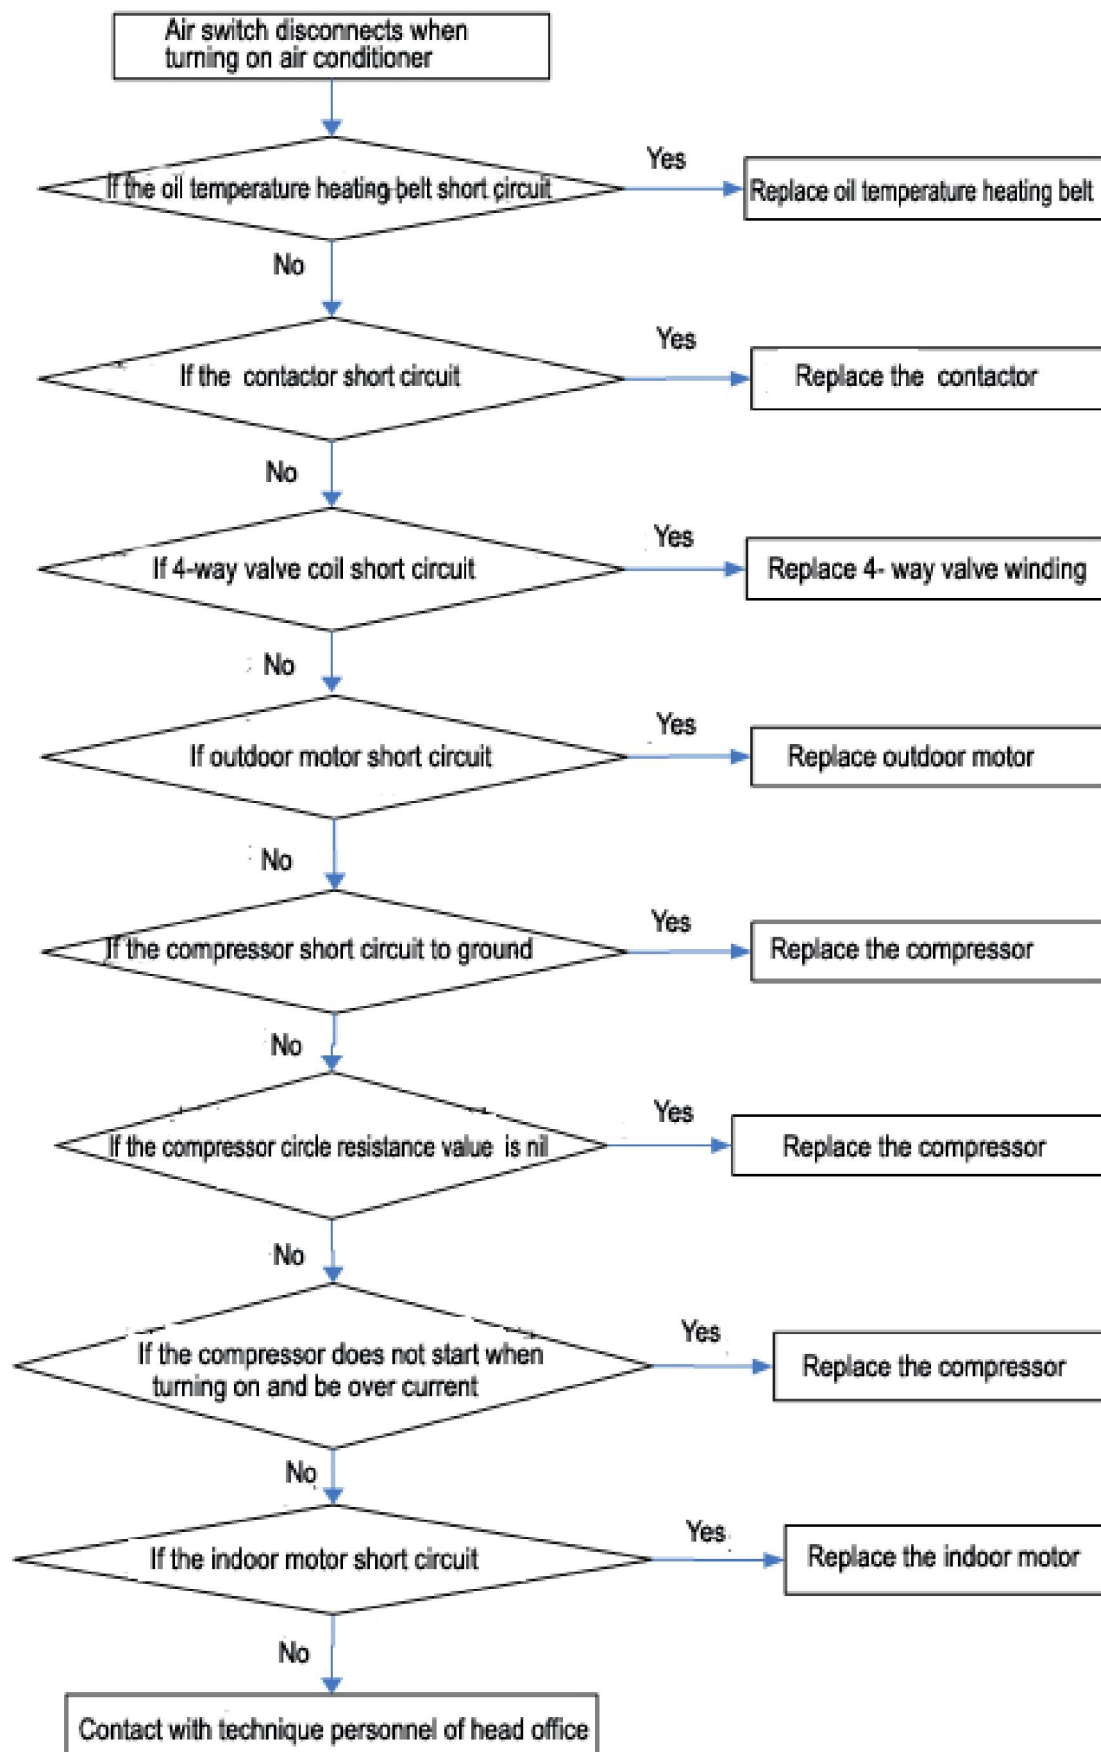 Air switch disconnects when
turning on air conditioner
If the oil temperature heating belt short circuit
Yes
Replace oil temperature heating belt
No
If the contactor short circuit
Yes
Replace the contactor
No
If 4-way valve coil short circuit
Yes
Replace 4- way valve winding
No
If outdoor motor short circuit
Yes
Replace outdoor motor
No
If the compressor short circuit to ground
Yes
Replace the compressor
No
If the compressor circle resistance value is nil
Yes
Replace the compressor
No
If the compressor does not start when
turning on and be over current
Yes
Replace the compressor
No
If the indoor motor short circuit
Yes
Replace the indoor motor
No
Contact with technique personnel of head office